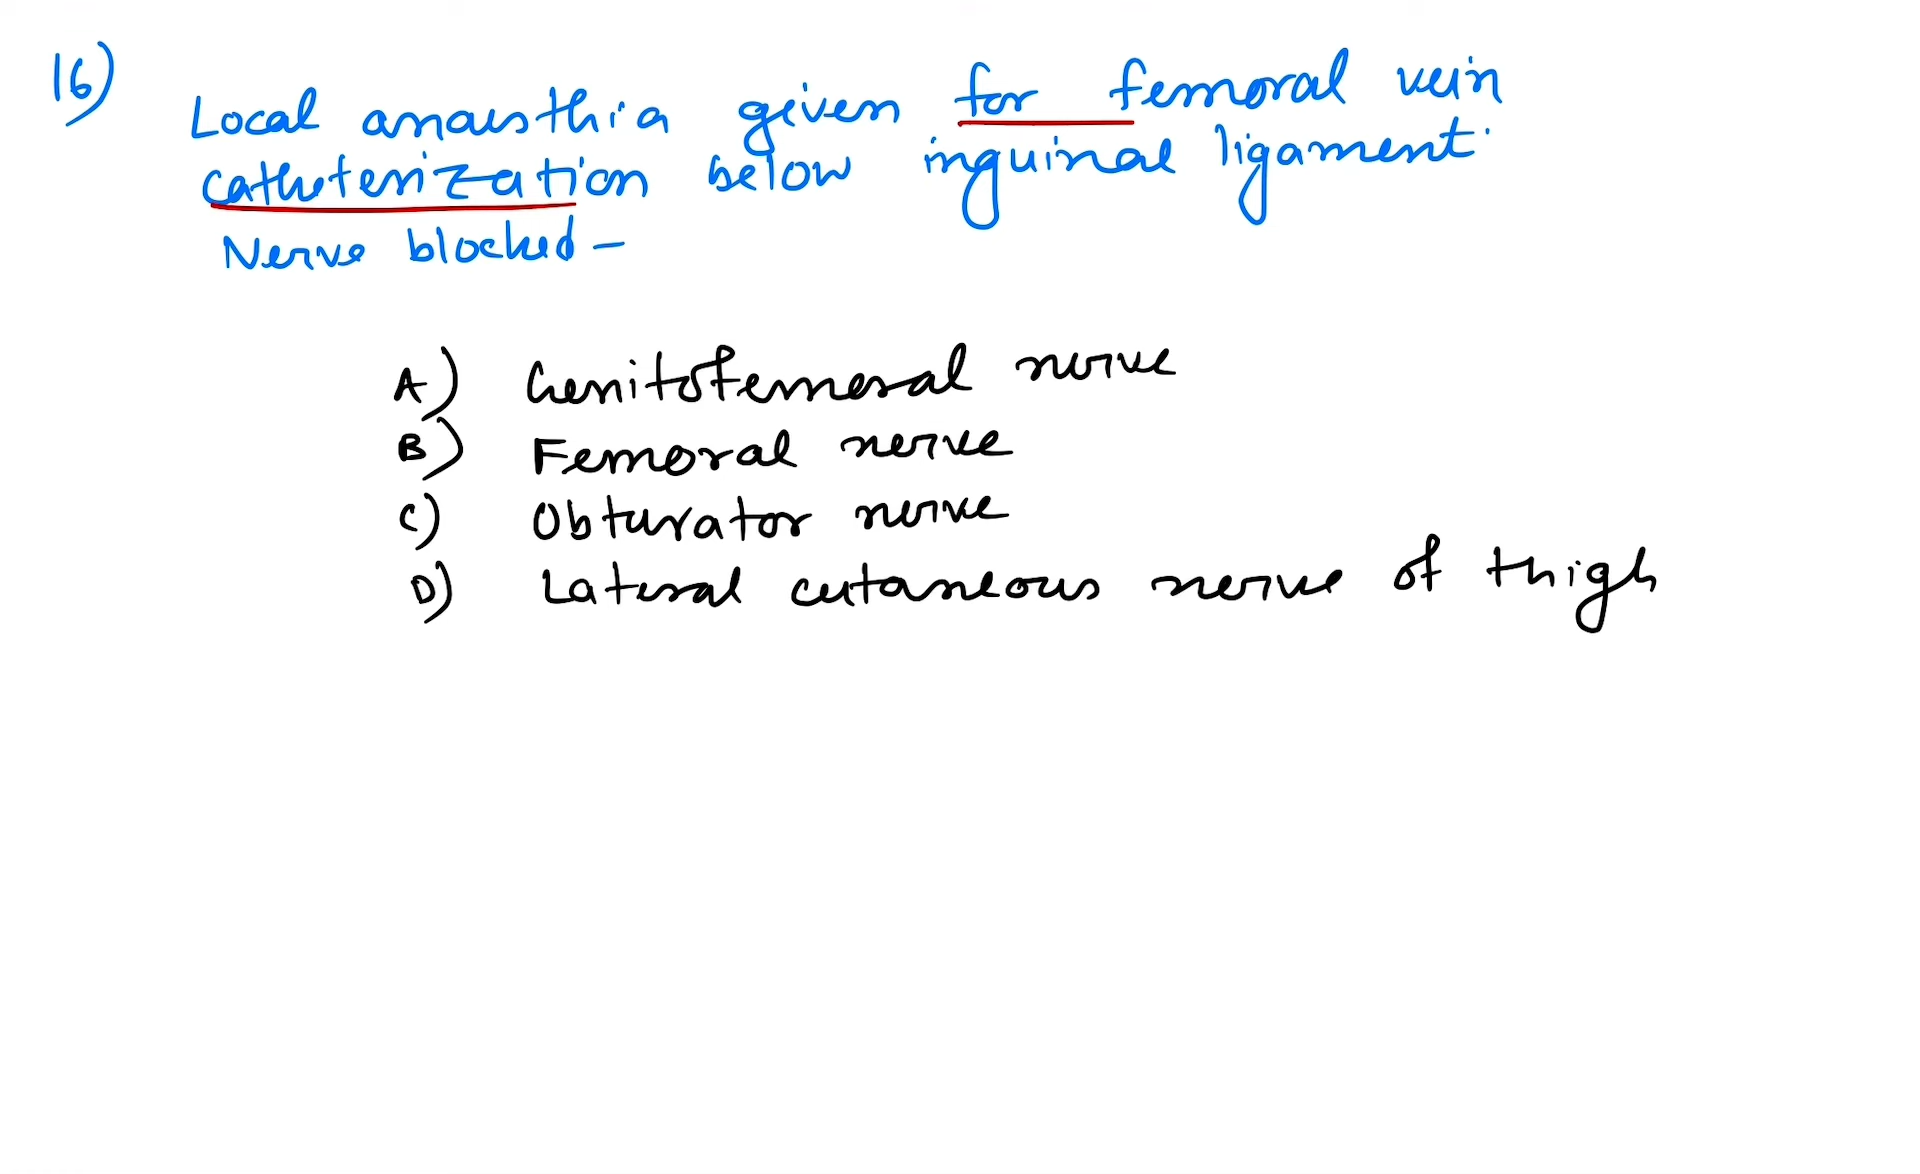 16)
Local anaesthia given for femoral vein
catheterization below inguinal ligament.
Nerve blocked -
A) Genitofemoral nerve
B) Femoral nerve
C) Obturator nerve
D) Lateral cutaneous nerve of thigh